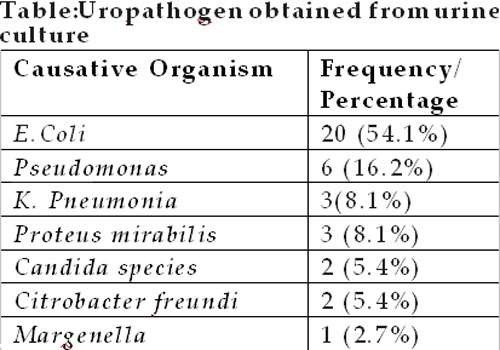 Table:Uropathogen obtained from urine
culture
Causative Organism Frequency/
Percentage
E.Coli 20 (54.1%)
Pseudomonas 6 (16.2%)
K. Pneumonia 3(8.1%)
Proteus mirabilis 3 (8.1%)
Candida species 2 (5.4%)
Citrobacter freundi 2 (5.4%)
Margenella 1 (2.7%)